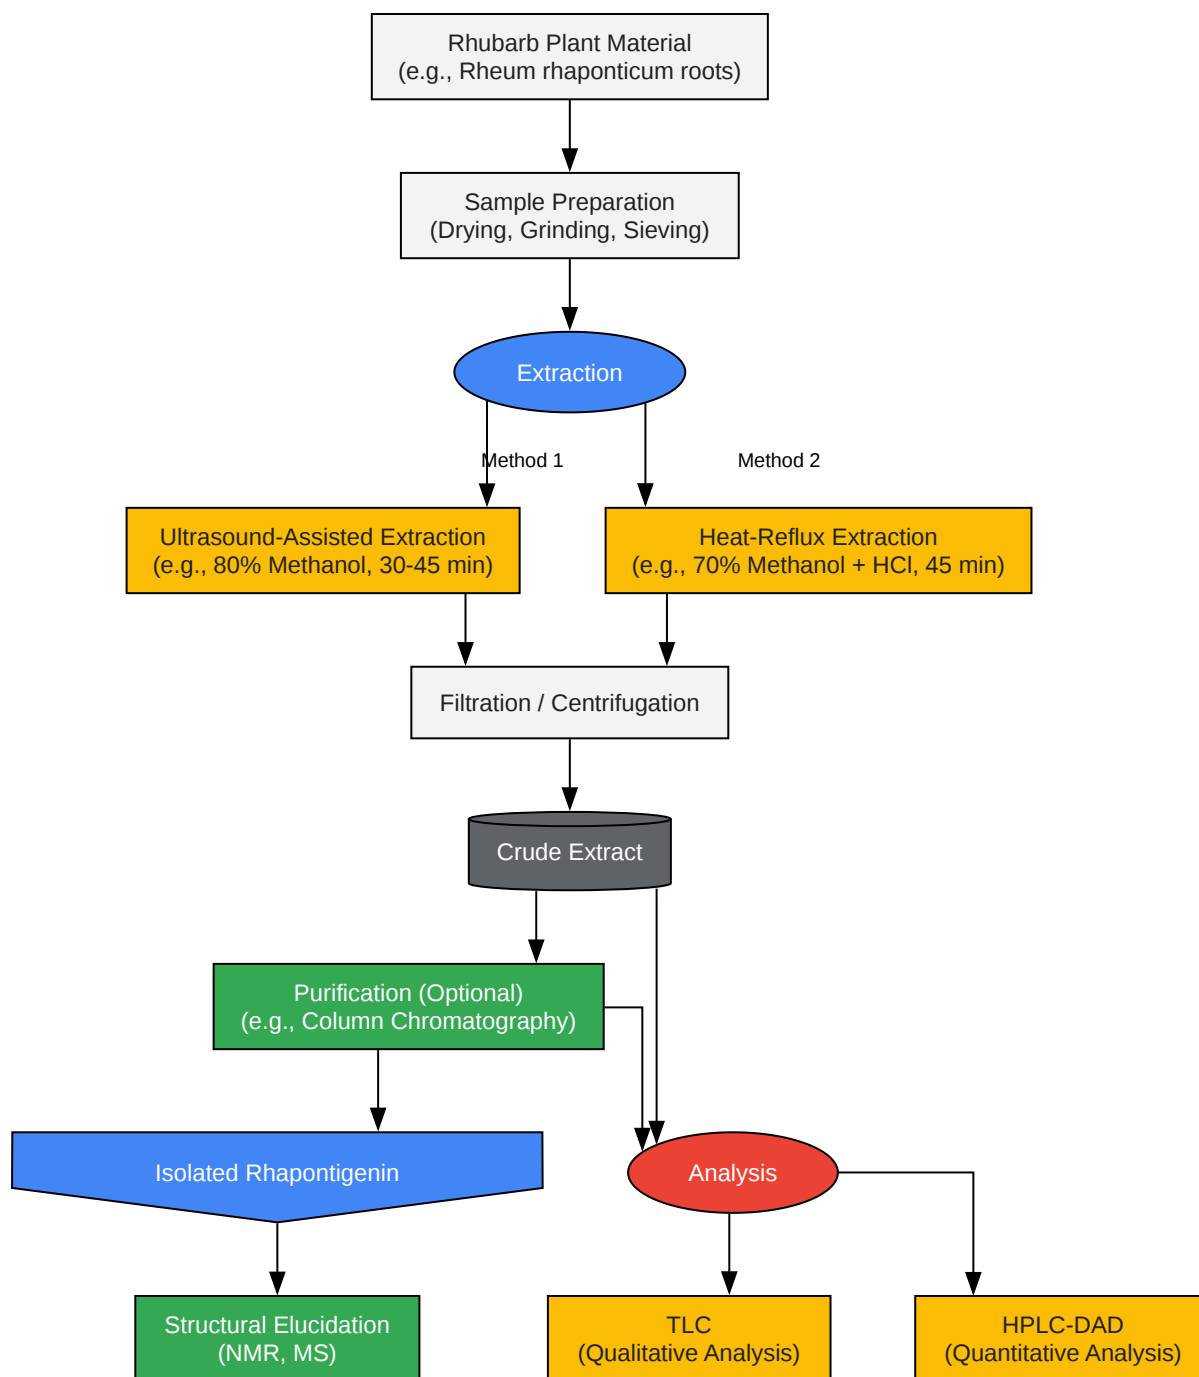 Rhubarb Plant Material
(e.g., Rheum rhaponticum roots)
Sample Preparation
(Drying, Grinding, Sieving)
Extraction
Method 1
Method 2
Ultrasound-Assisted Extraction
(e.g., 80% Methanol, 30-45 min)
Heat-Reflux Extraction
(e.g., 70% Methanol + HCl, 45 min)
Filtration / Centrifugation
Crude Extract
Purification (Optional)
(e.g., Column Chromatography)
Isolated Rhapontigenin
Analysis
Structural Elucidation
(NMR, MS)
TLC
(Qualitative Analysis)
HPLC-DAD
(Quantitative Analysis)